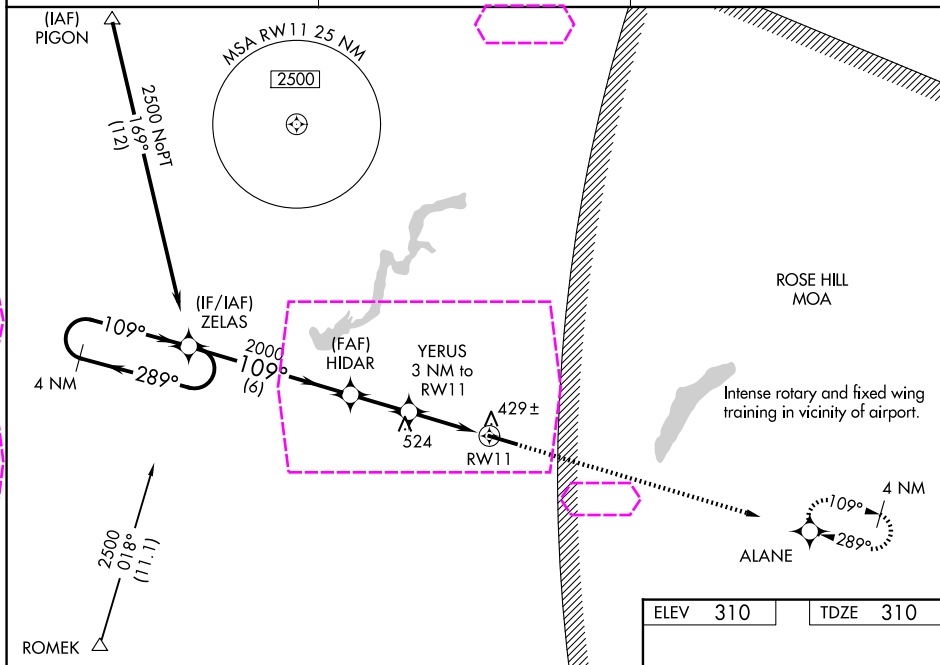 (IAF)
PIGON
MSA RW11 25 NM
2500
2500 NoPT
169°
(12)
ROSE HILL
MOA
(IF/IAF)
ZELAS
109°
289°
4 NM
2000
109°
(6)
(FAF)
HIDAR
YERUS
3 NM to
RW11
524
429±
RW11
Intense rotary and fixed wing
training in vicinity of airport.
4 NM
109°
289°
ALANE
2500
018°
(11.1)
ROMEK
ELEV 310
TDZE 310